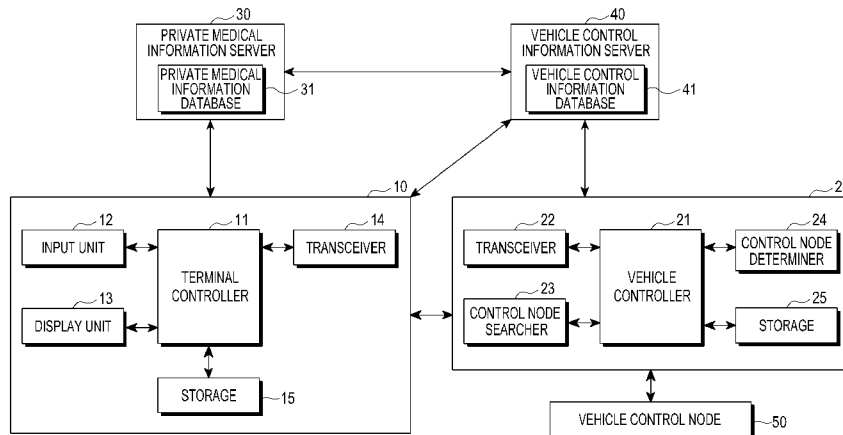 30
PRIVATE MEDICAL
INFORMATION SERVER
PRIVATE MEDICAL
INFORMATION
DATABASE
31
40
VEHICLE CONTROL
INFORMATION SERVER
VEHICLE CONTROL
INFORMATION
DATABASE
41
10
12
INPUT UNIT
11
TERMINAL
CONTROLLER
14
TRANSCEIVER
13
DISPLAY UNIT
STORAGE
15
2
22
TRANSCEIVER
21
VEHICLE
CONTROLLER
24
CONTROL NODE
DETERMINER
23
CONTROL NODE
SEARCHER
25
STORAGE
VEHICLE CONTROL NODE
50